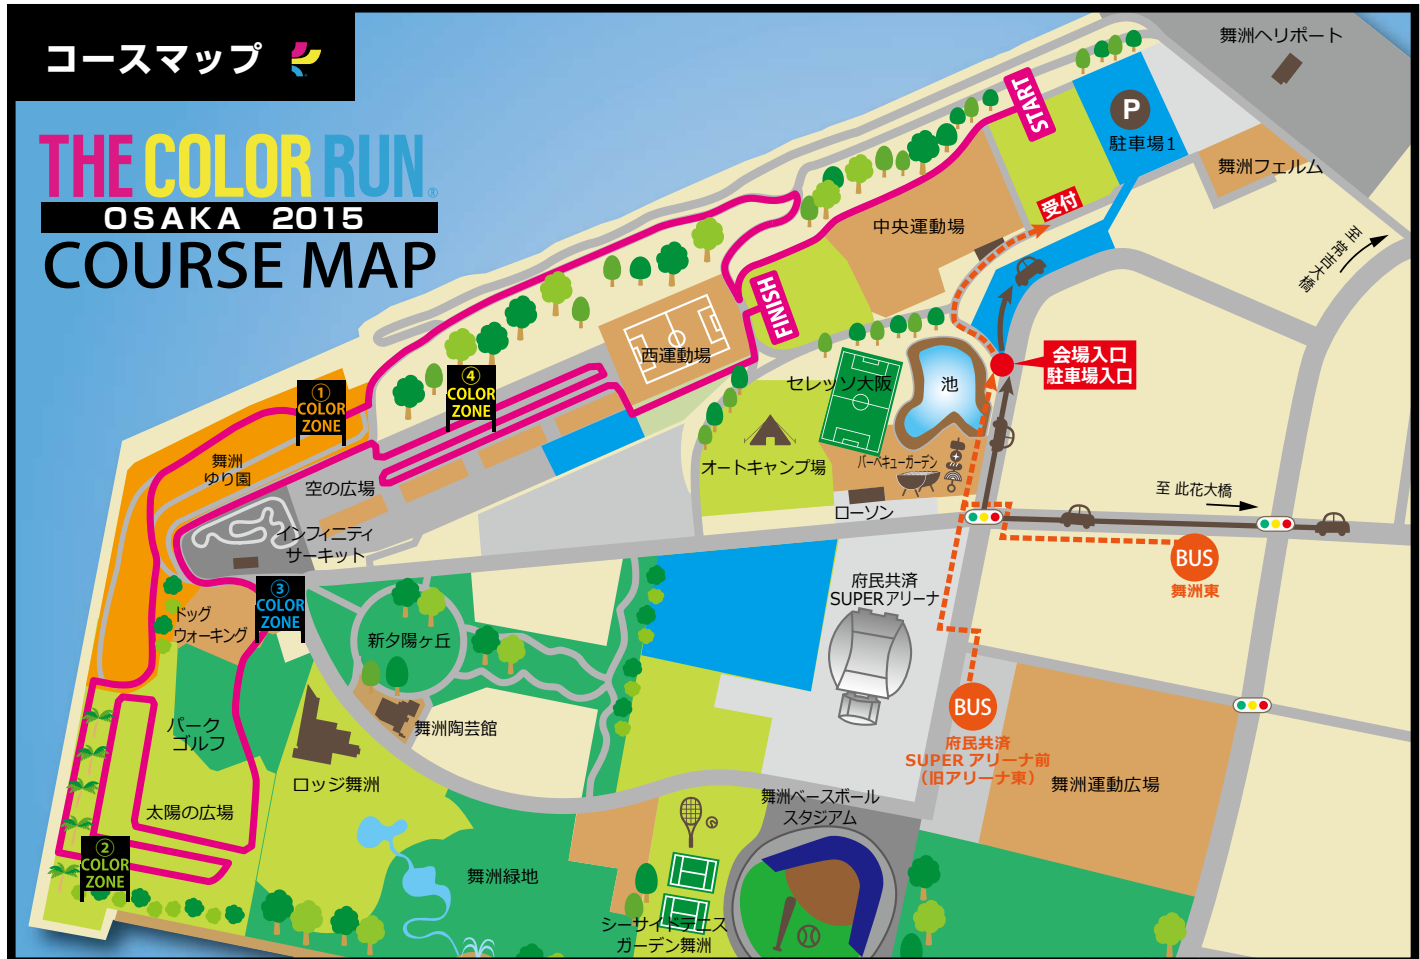 コースマップ
THE COLOR RUN®
OSAKA 2015
COURSE MAP
舞洲ヘリポート
START
P
駐車場1
舞洲フェルム
受付
中央運動場
至 常吉大橋
FINISH
西運動場
セレッソ大阪
池
会場入口
駐車場入口
①
COLOR
ZONE
④
COLOR
ZONE
舞洲
ゆり園
空の広場
オートキャンプ場
バーベキューガーデン
ローソン
至 此花大橋
インフィニティ
サーキット
BUS
舞洲東
③
COLOR
ZONE
府民共済
SUPERアリーナ
ドッグ
ウォーキング
新夕陽ヶ丘
パーク
ゴルフ
舞洲陶芸館
BUS
府民共済
SUPER アリーナ前
（旧アリーナ東）
ロッジ舞洲
舞洲運動広場
太陽の広場
舞洲ベースボール
スタジアム
②
COLOR
ZONE
舞洲緑地
シーサイドテニス
ガーデン舞洲